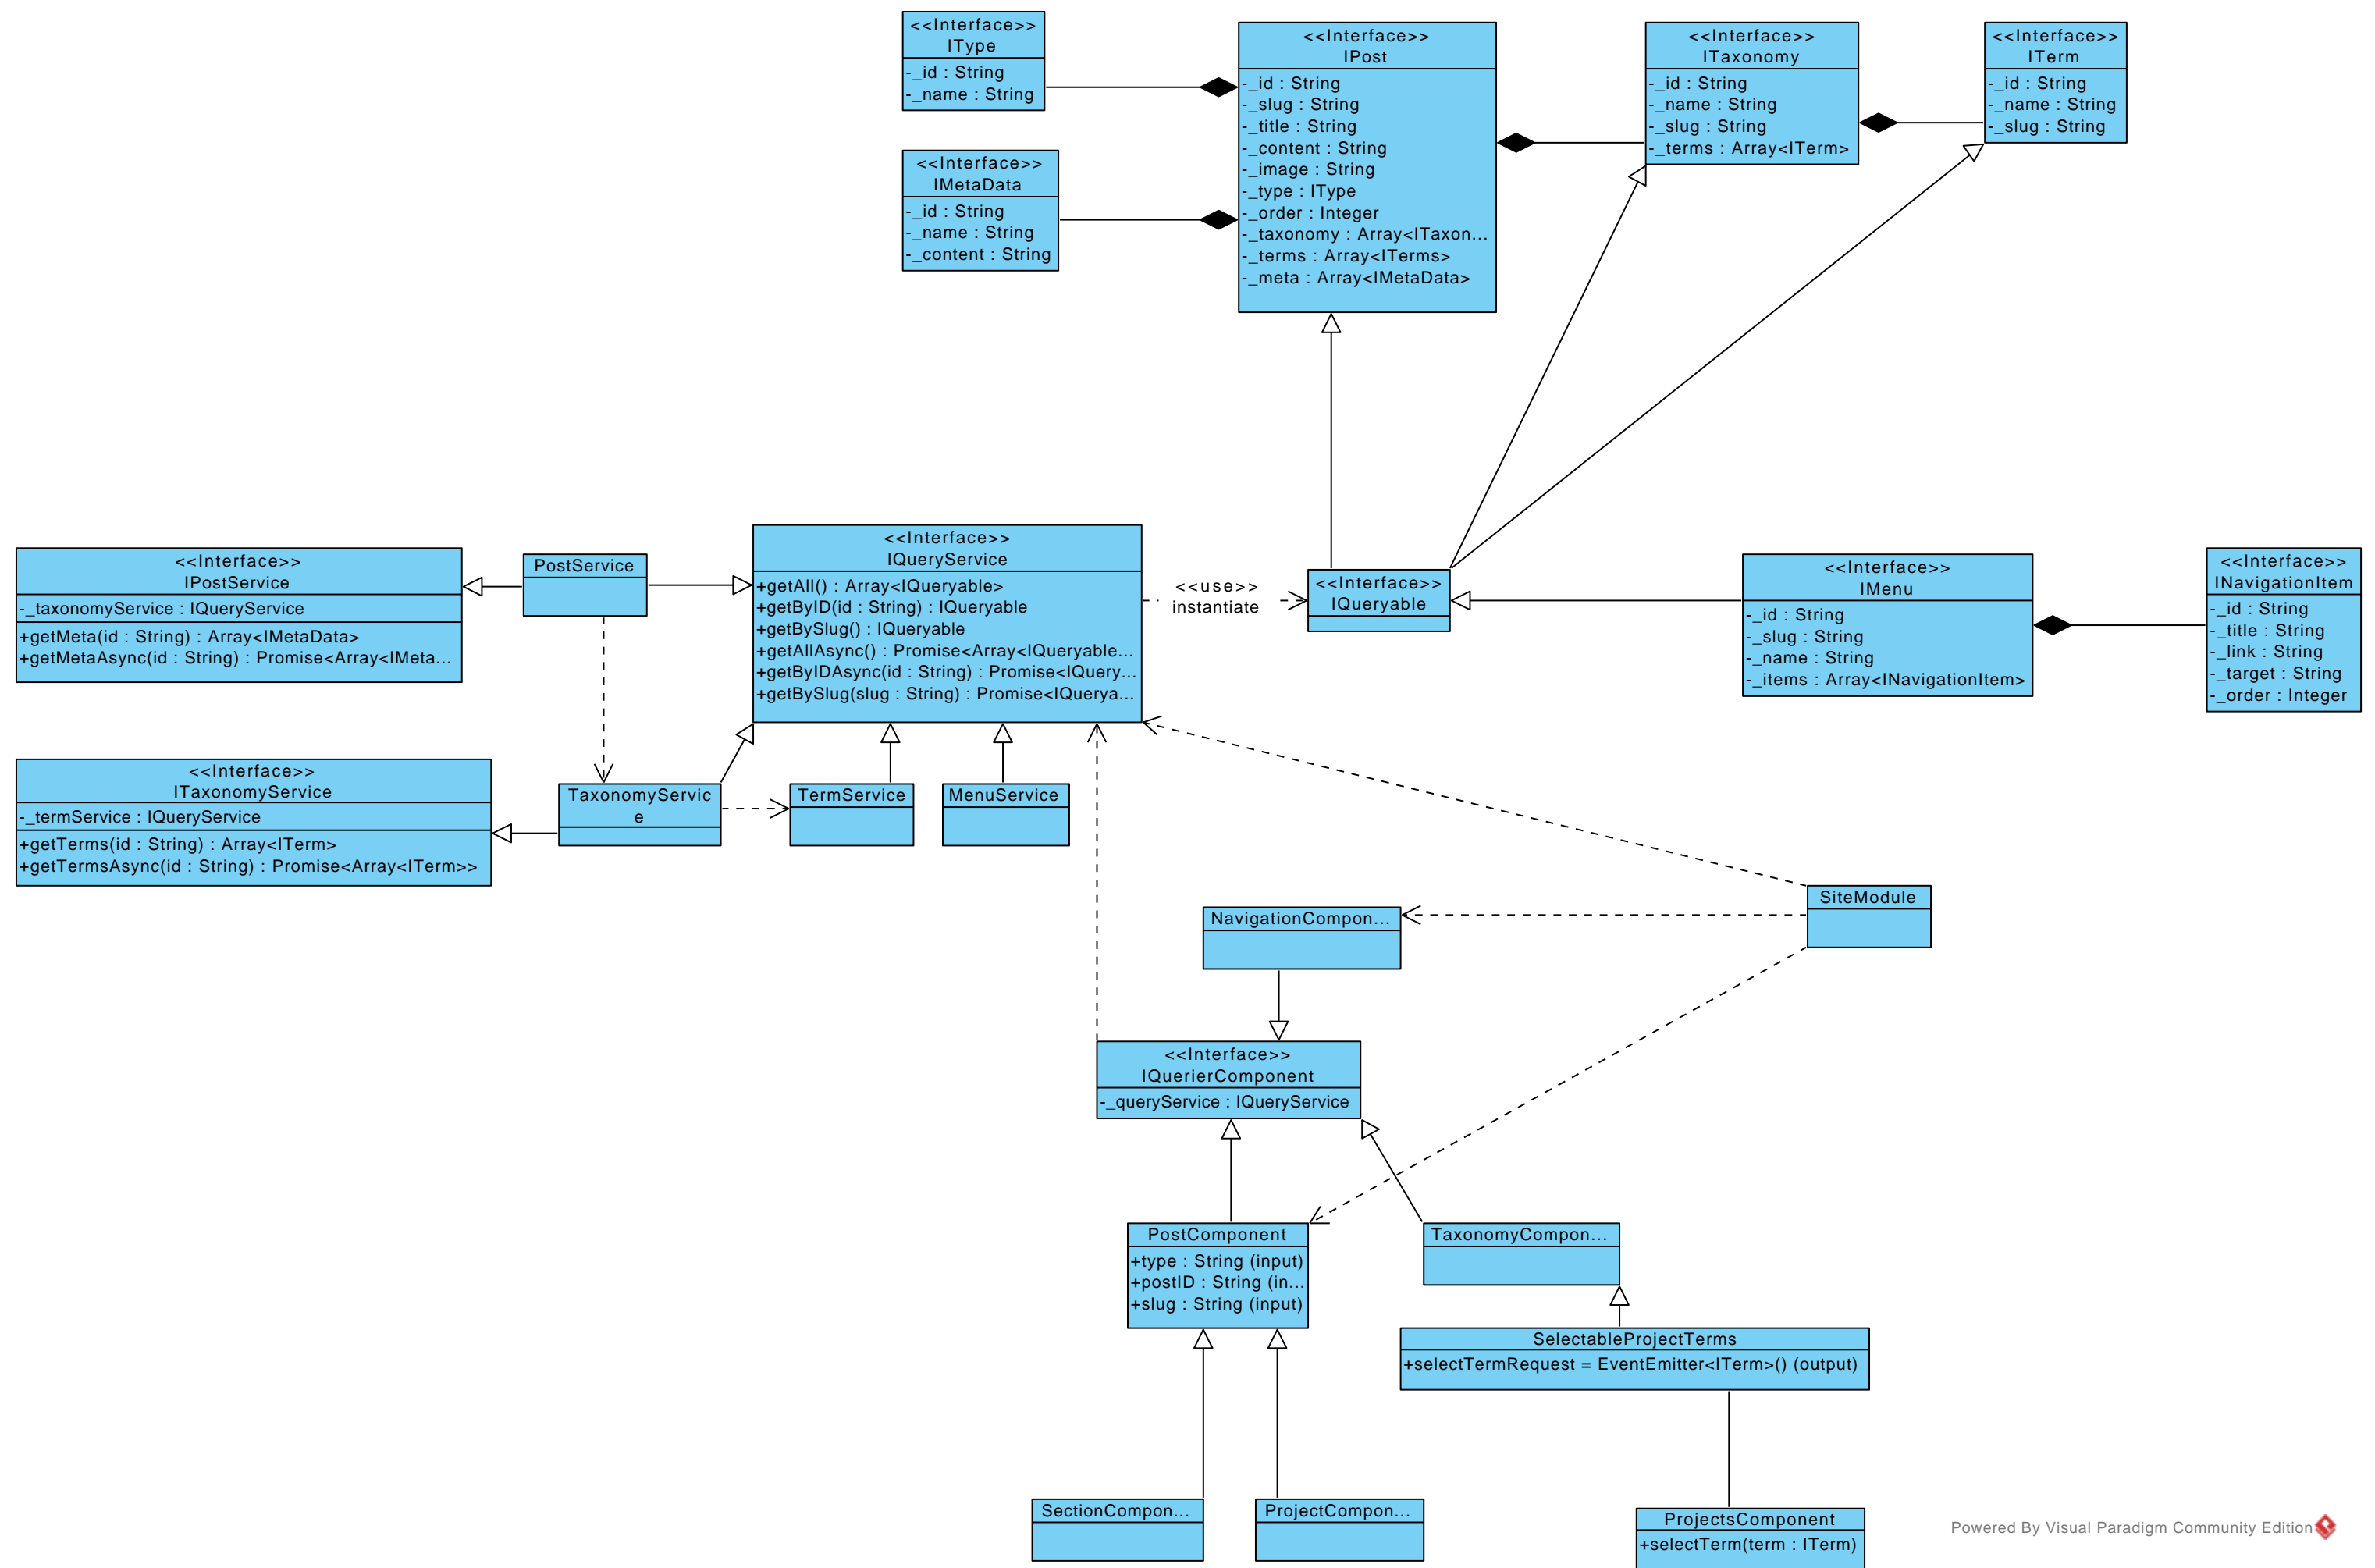 <<Interface>>
IType
-_id : String
-_name : String
<<Interface>>
IMetaData
-_id : String
-_name : String
-_content : String
<<Interface>>
IPost
-_id : String
-_slug : String
-_title : String
-_content : String
-_image : String
-_type : IType
-_order : Integer
-_taxonomy : Array<ITaxon...
-_terms : Array<ITerms>
-_meta : Array<IMetaData>
<<Interface>>
ITaxonomy
-_id : String
-_name : String
-_slug : String
-_terms : Array<ITerm>
<<Interface>>
ITerm
-_id : String
-_name : String
-_slug : String
<<Interface>>
IPostService
-_taxonomyService : IQueryService
+getMeta(id : String) : Array<IMetaData>
+getMetaAsync(id : String) : Promise<Array<IMeta...
PostService
<<Interface>>
IQueryService
+getAll() : Array<IQueryable>
+getByID(id : String) : IQueryable
+getBySlug() : IQueryable
+getAllAsync() : Promise<Array<IQueryable...
+getByIDAsync(id : String) : Promise<IQuery...
+getBySlug(slug : String) : Promise<IQuerya...
<<use>>
instantiate
<<Interface>>
IQueryable
<<Interface>>
IMenu
-_id : String
-_slug : String
-_name : String
-_items : Array<INavigationItem>
<<Interface>>
INavigationItem
-_id : String
-_title : String
-_link : String
-_target : String
-_order : Integer
<<Interface>>
ITaxonomyService
-_termService : IQueryService
+getTerms(id : String) : Array<ITerm>
+getTermsAsync(id : String) : Promise<Array<ITerm>>
TaxonomyServic
e
TermService
MenuService
SiteModule
NavigationCompon...
<<Interface>>
IQuerierComponent
-_queryService : IQueryService
PostComponent
+type : String (input)
+postID : String (in...
+slug : String (input)
TaxonomyCompon...
SelectableProjectTerms
+selectTermRequest = EventEmitter<ITerm>() (output)
SectionCompon...
ProjectCompon...
ProjectsComponent
+selectTerm(term : ITerm)
Powered By Visual Paradigm Community Edition